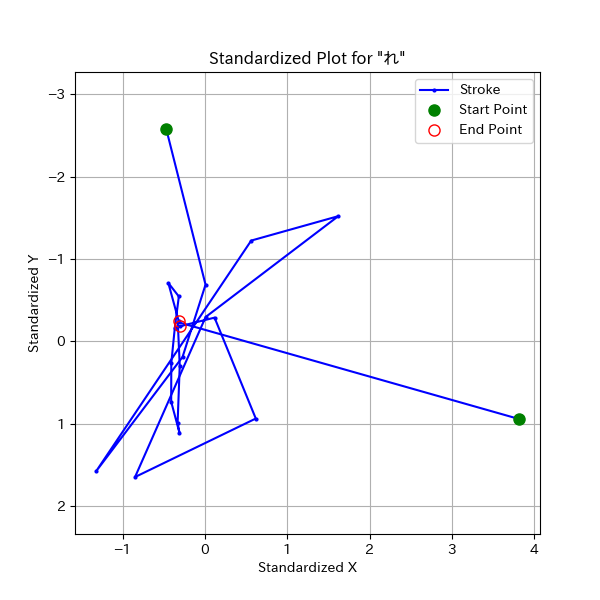 Standardized Plot for "れ"
Stroke
Start Point
End Point
Standardized Y
−3
−2
−1
0
1
2
−1 0 1 2 3 4
Standardized X